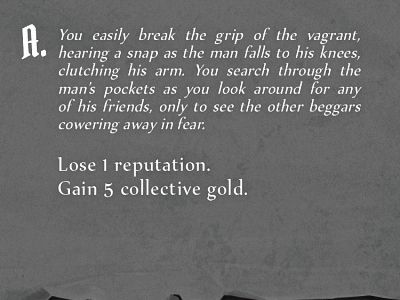 A. You easily break the grip of the vagrant,
hearing a snap as the man falls to his knees,
clutching his arm. You search through the
man's pockets as you look around for any
of his friends, only to see the other beggars
cowering away in fear.
Lose 1 reputation.
Gain 5 collective gold.